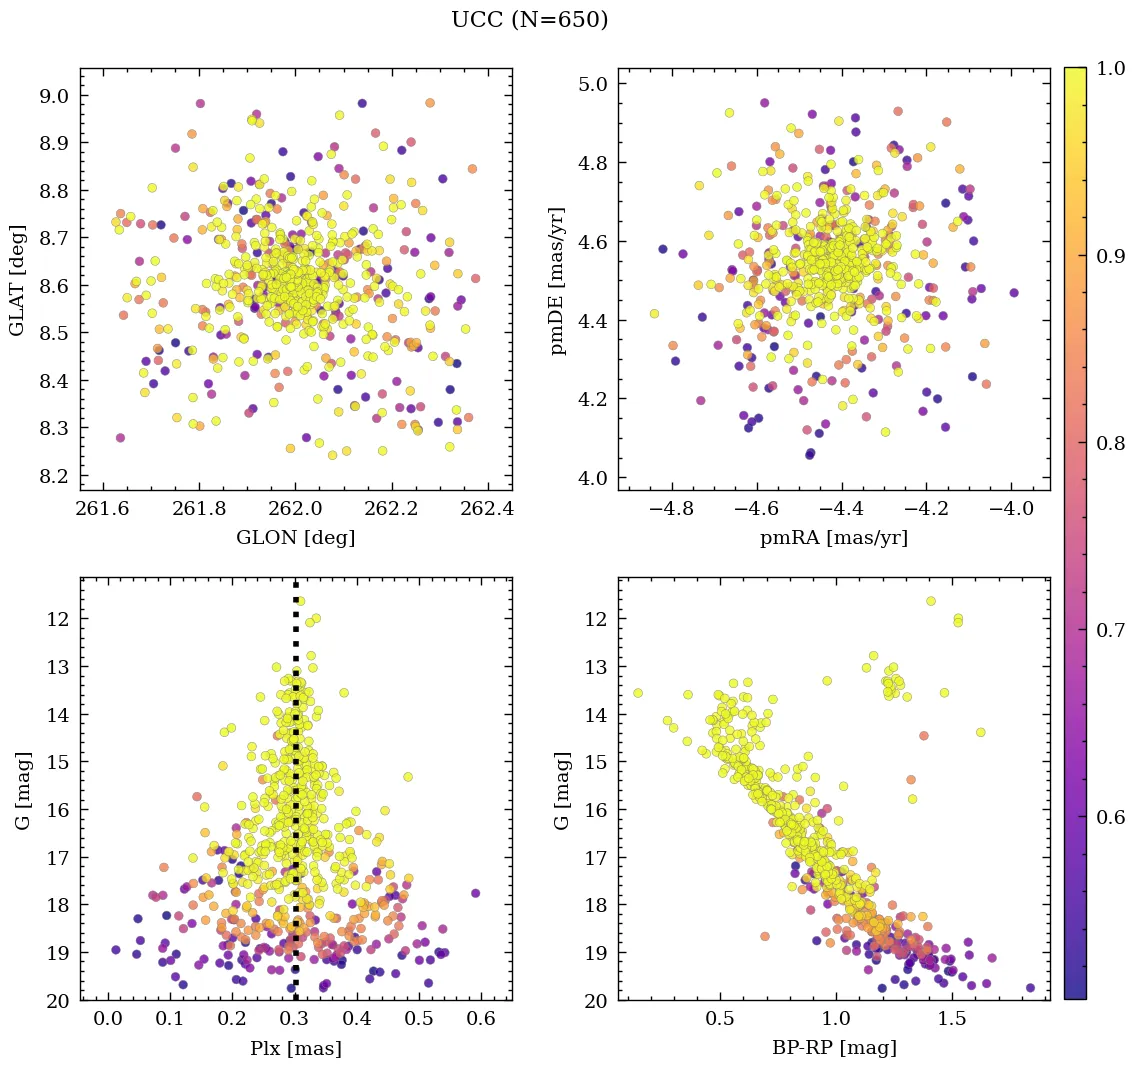 UCC (N=650)
9.0
8.9
8.8
8.7
8.6
8.5
8.4
8.3
8.2
GLAT [deg]
261.6 261.8 262.0 262.2 262.4
GLON [deg]
5.0
4.8
4.6
4.4
4.2
4.0
pmDE [mas/yr]
−4.8 −4.6 −4.4 −4.2 −4.0
pmRA [mas/yr]
12
13
14
15
16
17
18
19
20
G [mag]
0.0 0.1 0.2 0.3 0.4 0.5 0.6
Plx [mas]
12
13
14
15
16
17
18
19
20
G [mag]
0.5 1.0 1.5
BP-RP [mag]
1.0
0.9
0.8
0.7
0.6